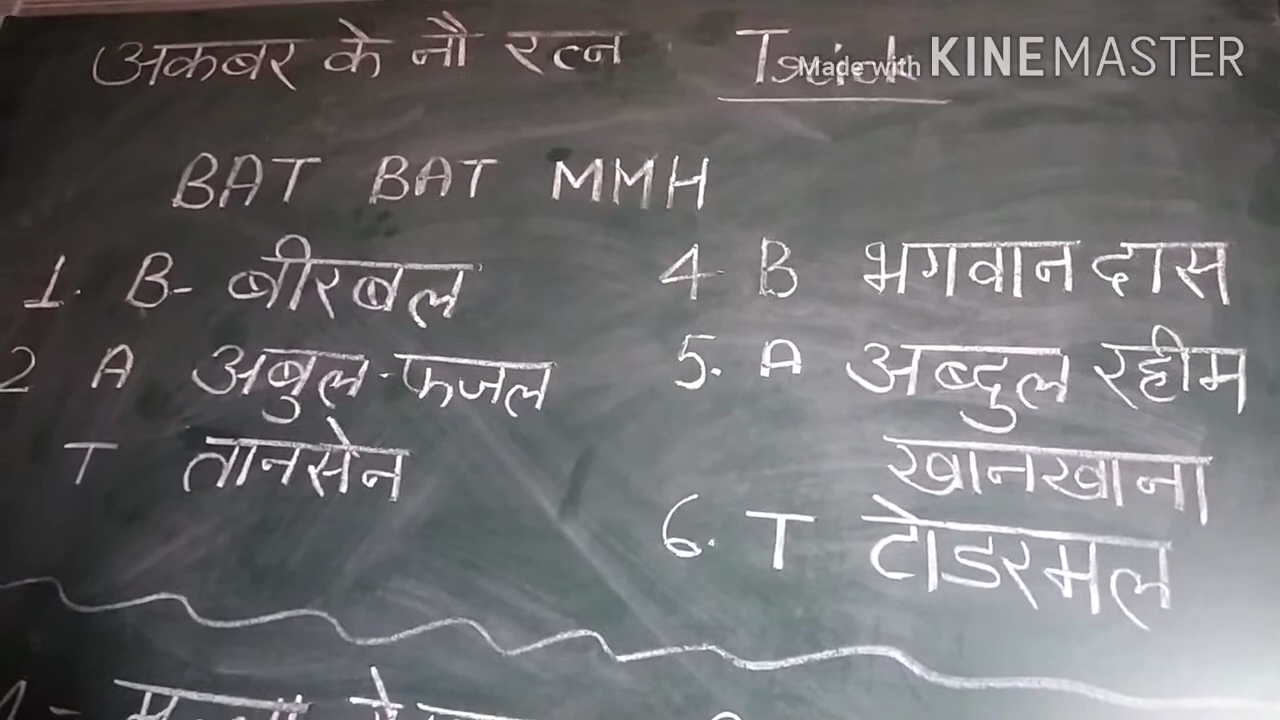 अकबर के नौ रत्न Trick
Made with KINEMASTER
BAT BAT MMH
1. B- बीरबल
2 A अबुल-फजल
T तानसेन
4 B भगवान दास
5. A अब्दुल रहीम
खानखाना
6. T टोडरमल